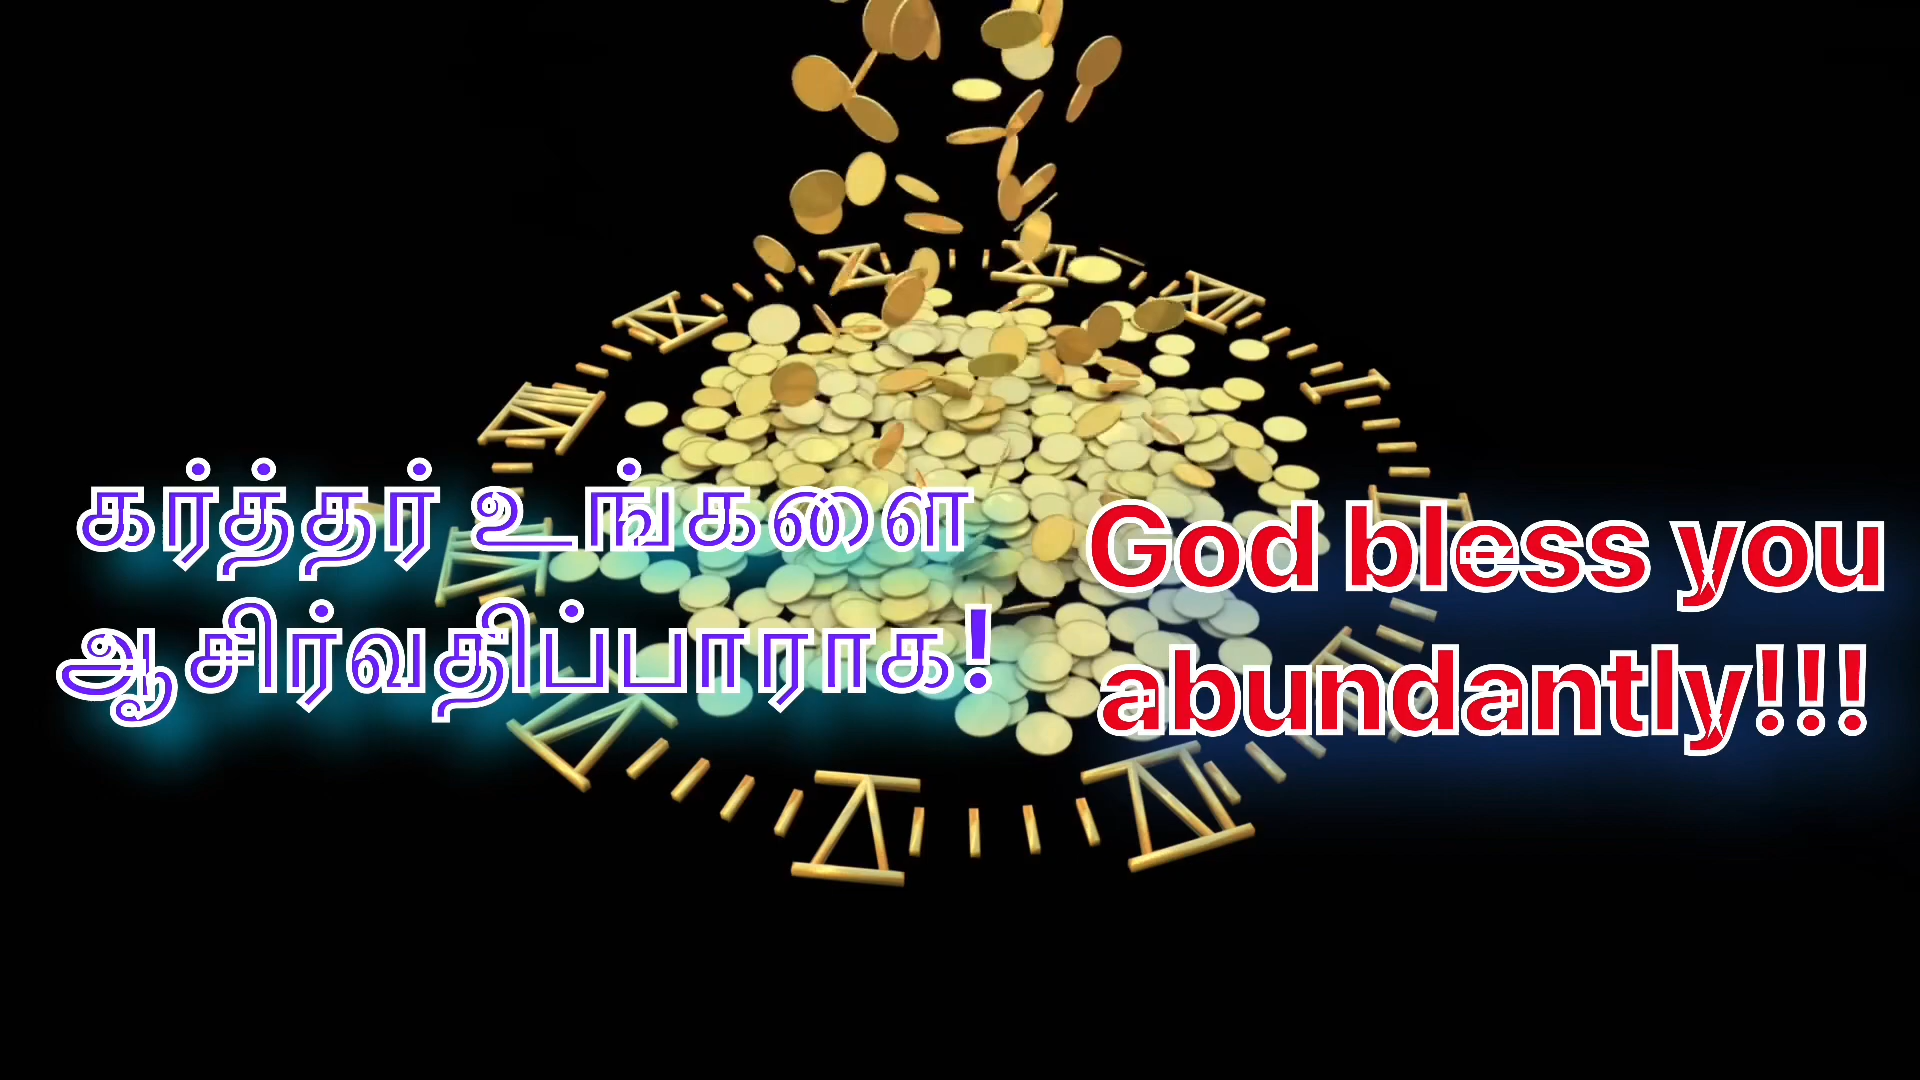 கர்த்தர் உங்களை
ஆசிர்வதிப்பாராக!
God bless you
abundantly!!!